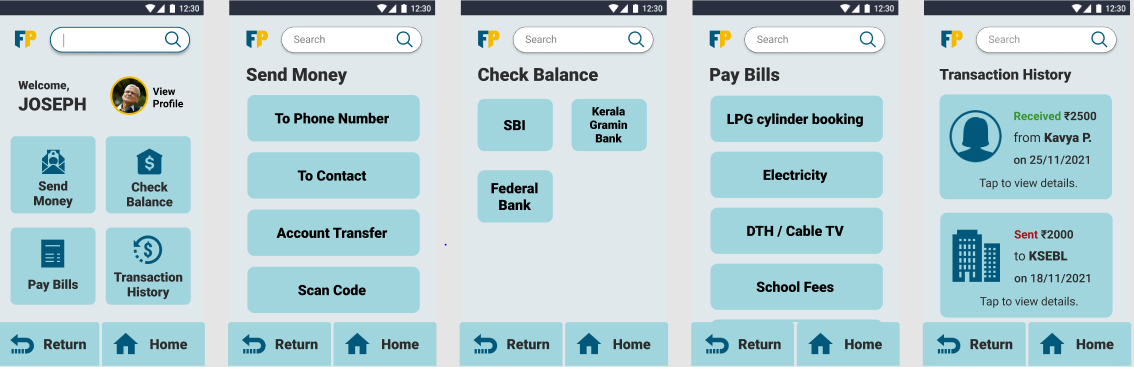 12:30
FP
Welcome,
JOSEPH
View
Profile
Send
Money
Check
Balance
Pay Bills
Transaction
History
Return
Home
12:30
FP
Search
Send Money
To Phone Number
To Contact
Account Transfer
Scan Code
Return
Home
12:30
FP
Search
Check Balance
SBI
Kerala
Gramin
Bank
Federal
Bank
Return
Home
12:30
FP
Search
Pay Bills
LPG cylinder booking
Electricity
DTH / Cable TV
School Fees
Return
Home
12:30
FP
Search
Transaction History
Received ₹2500
from Kavya P.
on 25/11/2021
Tap to view details.
Sent ₹2000
to KSEBL
on 18/11/2021
Tap to view details.
Return
Home